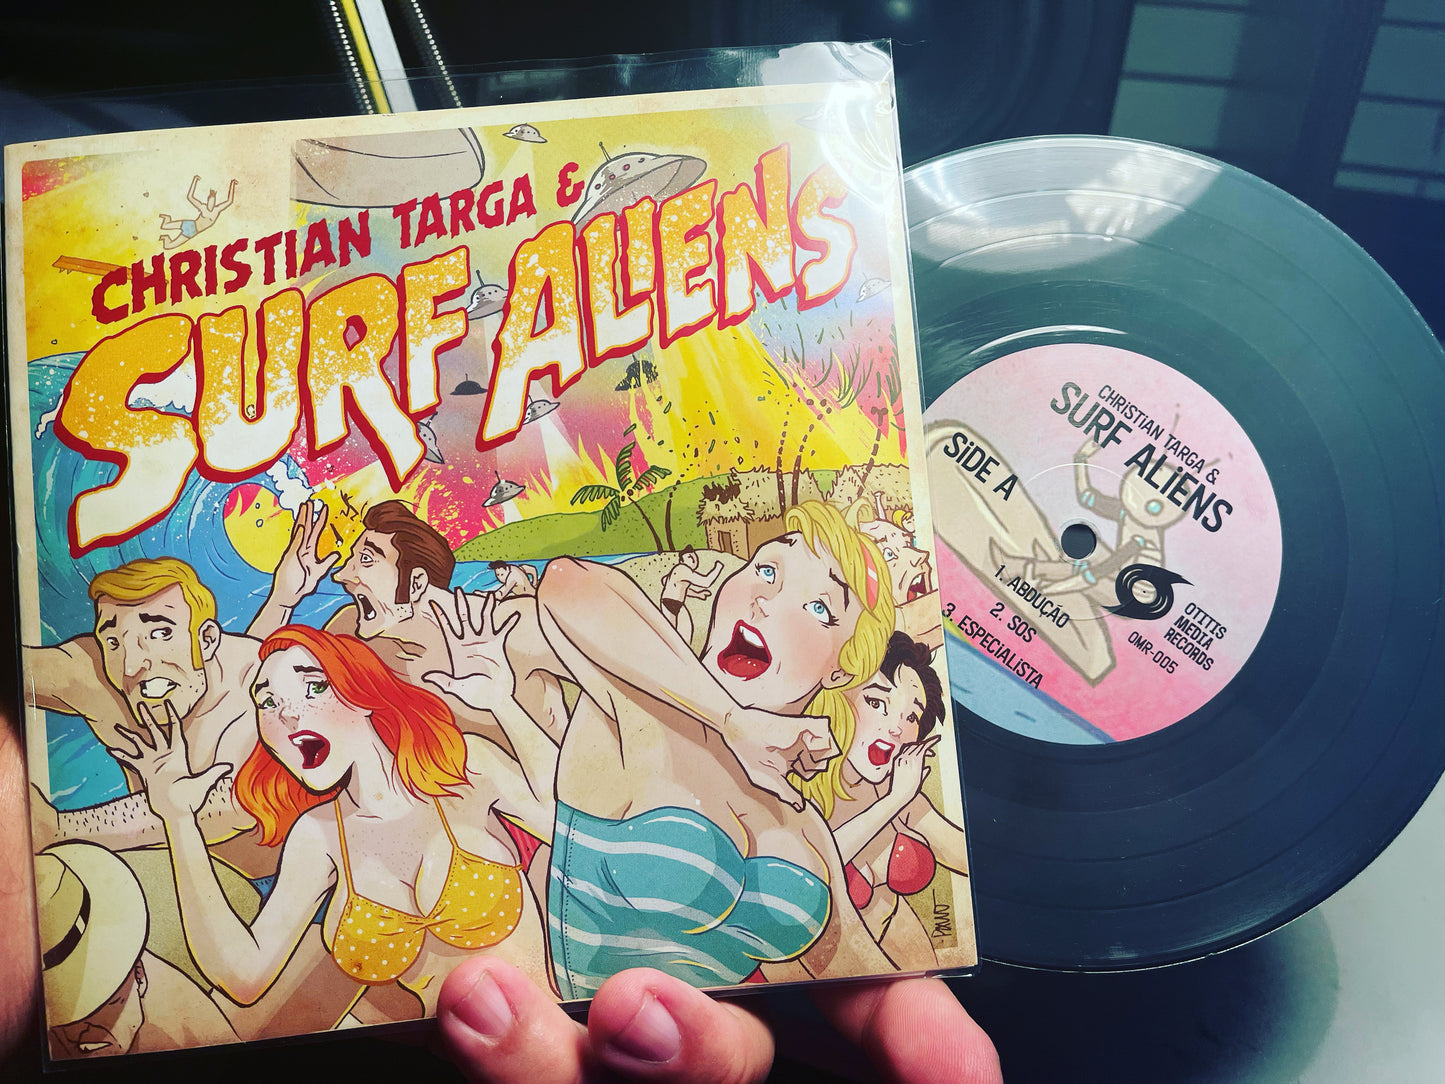 CHRISTIAN TARGA &
SURF ALIENS
CHRiSTiAN TARGA &
SURF ALiENS
SiDE A
1. ABDUÇÃO
2. SOS
3. ESPECIALISTA
OTITIS
MEDIA
RECORDS
OMR-005